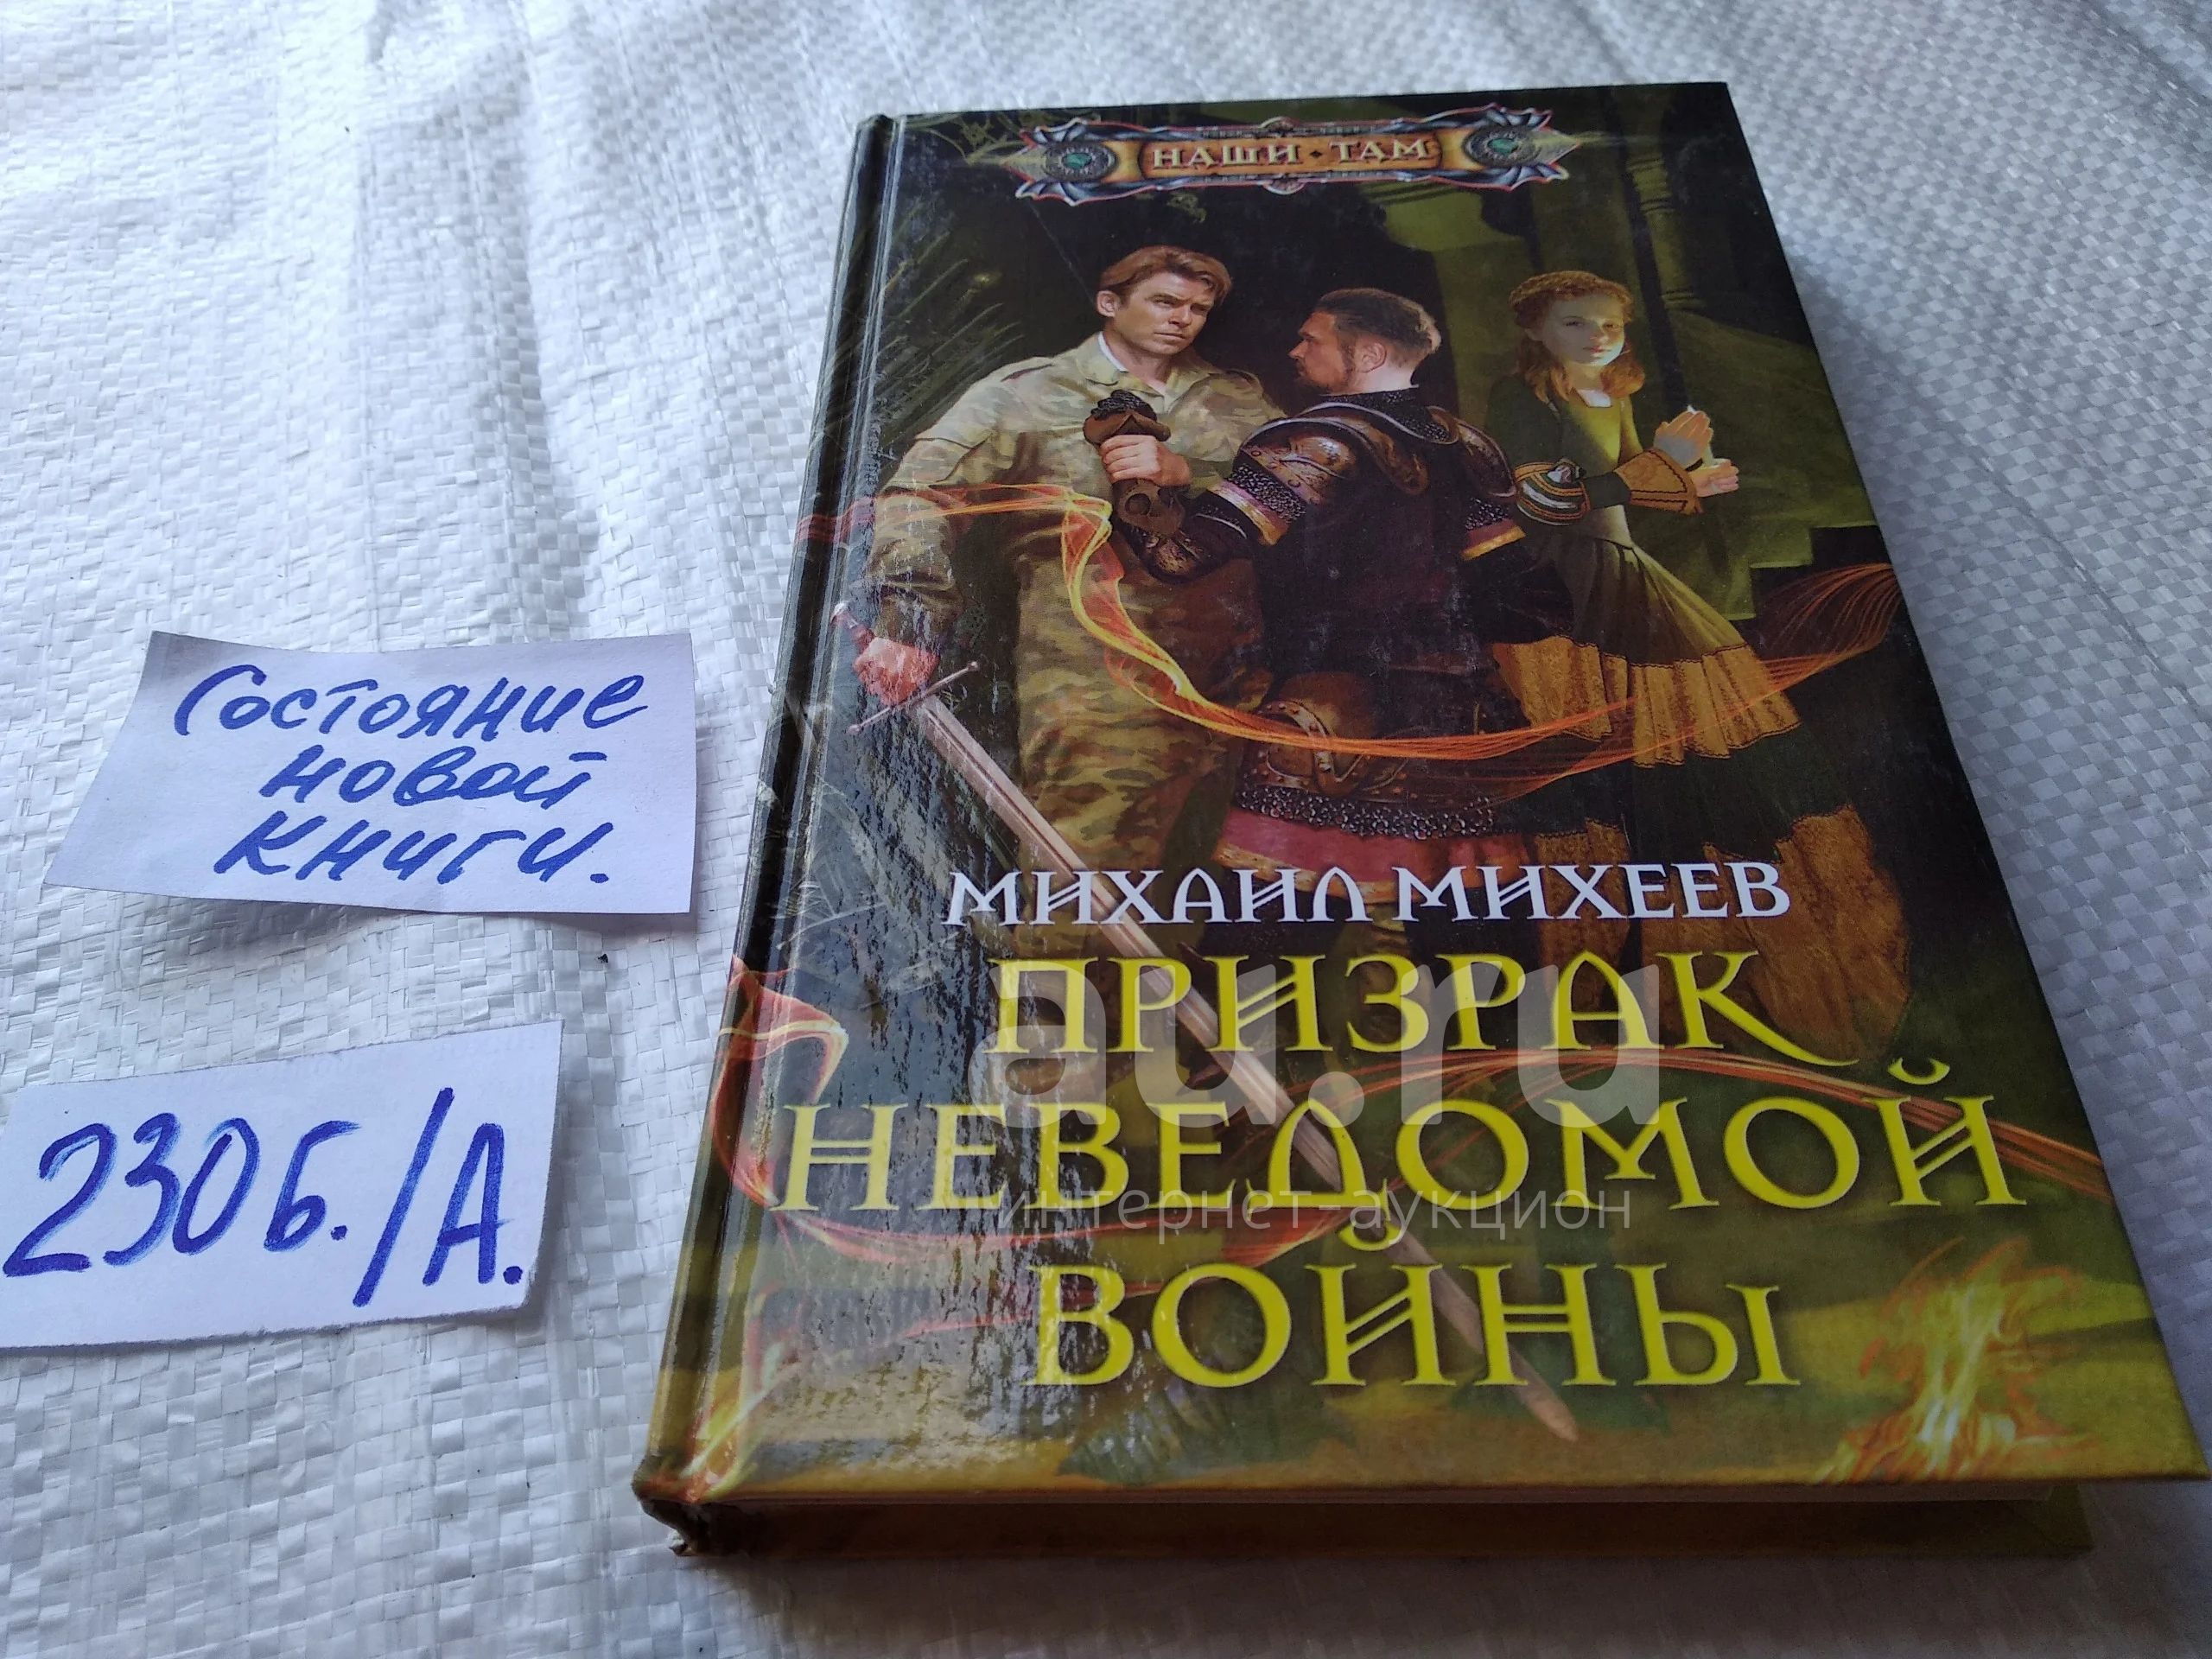 НАШИ · ТАМ
МИХАИЛ МИХЕЕВ
ПРИЗРАК
НЕВЕДОМОЙ
ВОЙНЫ
Состояние
новой
книги.
230б./А.
au.ru
интернет-аукцион